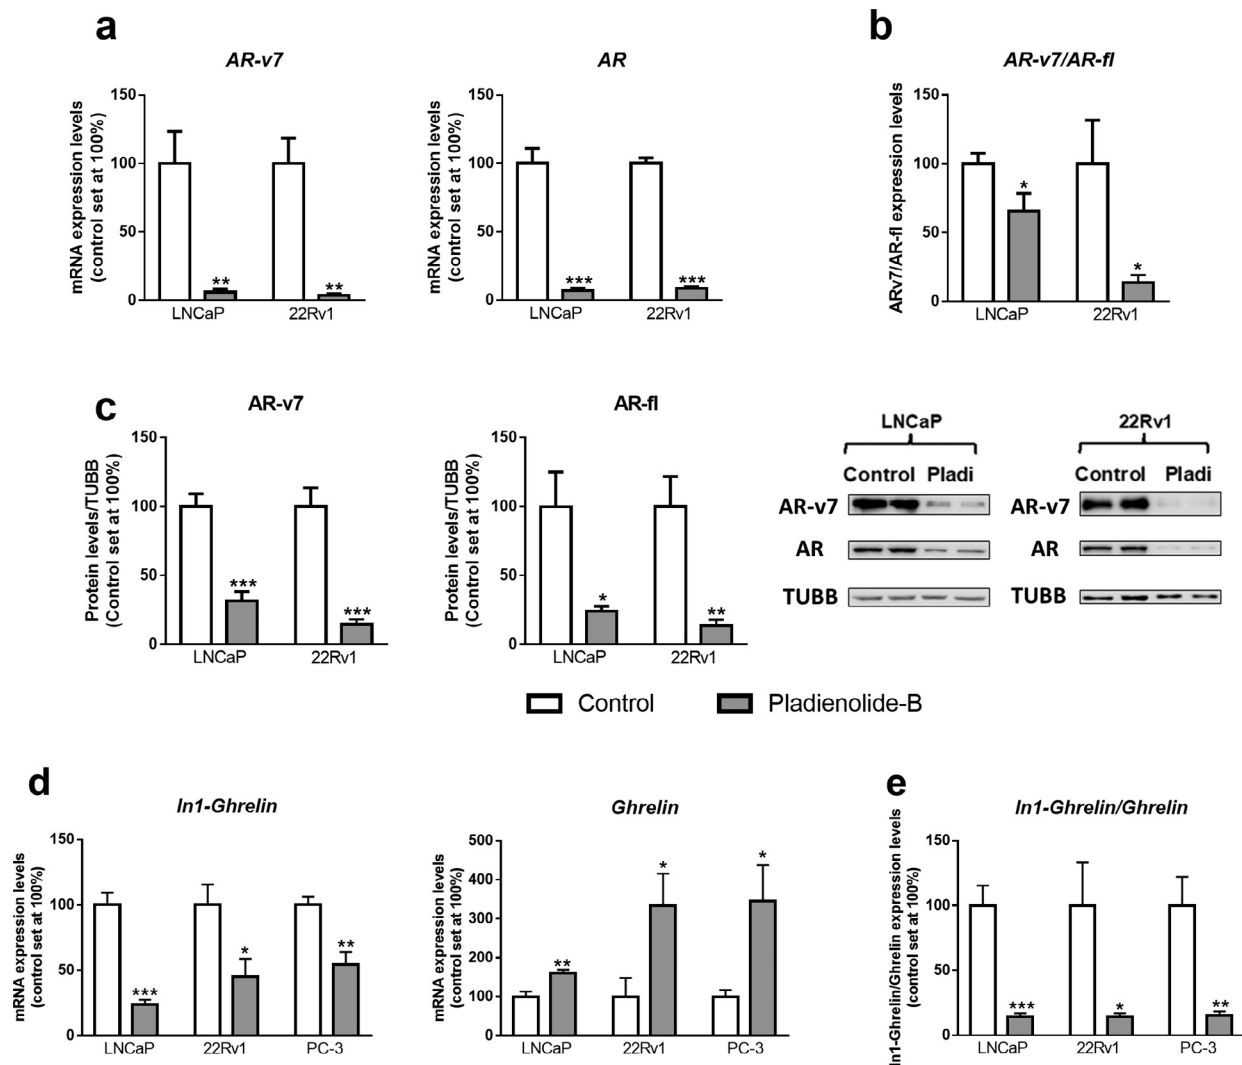 a
AR-v7
mRNA expression levels
(control set at 100%)
150
100
50
0
**
**
LNCaP
22Rv1
AR
mRNA expression levels
(control set at 100%)
150
100
50
0
***
***
LNCaP
22Rv1
b
AR-v7/AR-fl
ARv7/AR-fl expression levels
150
100
50
0
*
*
LNCaP
22Rv1
c
AR-v7
Protein levels/TUBB
(Control set at 100%)
150
100
50
0
***
***
LNCaP
22Rv1
AR-fl
Protein levels/TUBB
(Control set at 100%)
150
100
50
0
*
**
LNCaP
22Rv1
LNCaP
Control Pladi
AR-v7
AR
TUBB
22Rv1
Control Pladi
AR-v7
AR
TUBB
Control
Pladienolide-B
d
In1-Ghrelin
mRNA expression levels
(control set at 100%)
150
100
50
0
***
*
**
LNCaP
22Rv1
PC-3
Ghrelin
mRNA expression levels
(control set at 100%)
500
400
300
200
100
0
**
*
*
LNCaP
22Rv1
PC-3
e
In1-Ghrelin/Ghrelin
In1-Ghrelin/Ghrelin expression levels
(control set at 100%)
150
100
50
0
***
*
**
LNCaP
22Rv1
PC-3